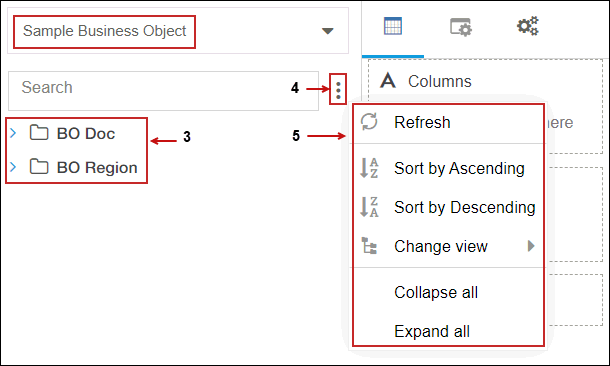 Sample Business Object
Search
4
BO Doc
3
BO Region
Columns
here
5
Refresh
Sort by Ascending
Sort by Descending
Change view
Collapse all
Expand all